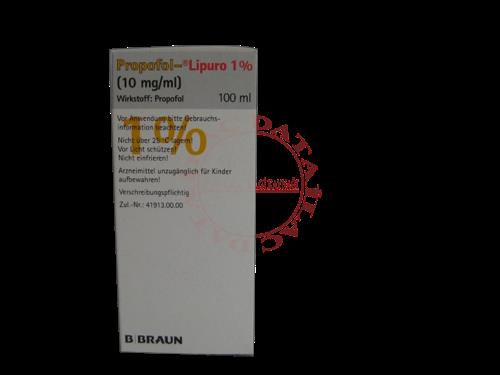 Propofol-®Lipuro 1%
(10 mg/ml)
Wirkstoff: Propofol 100 ml
1%
Vor Anwendung bitte Gebrauchs-
information beachten!
Nicht über 25°C lagern!
Vor Licht schützen!
Nicht einfrieren!
Arzneimittel unzugänglich für Kinder
aufbewahren!
Verschreibungspflichtig
Zul.-Nr.: 41913.00.00
B|BRAUN